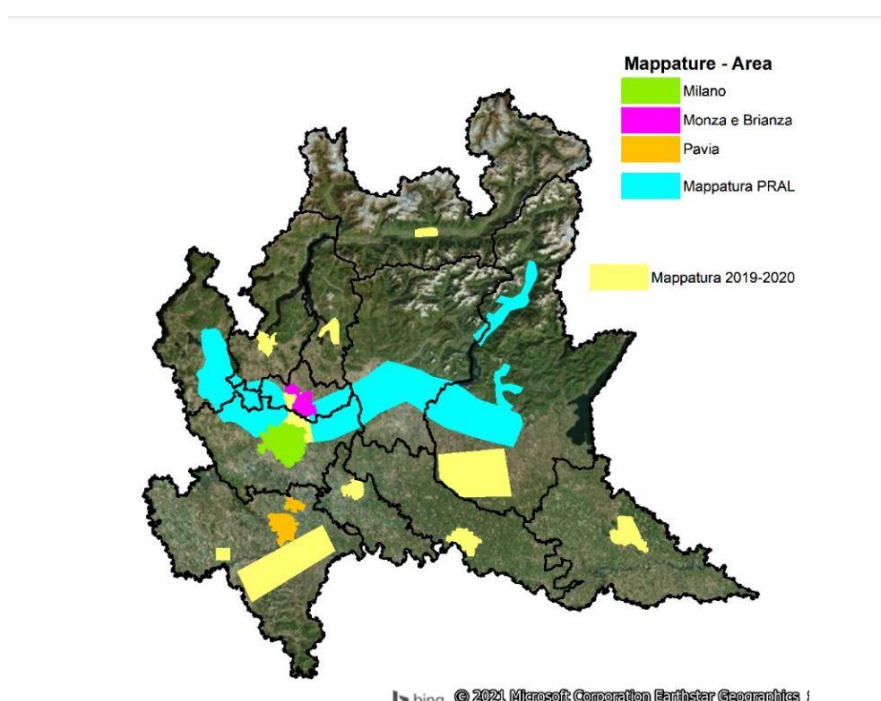 Mappature - Area
Milano
Monza e Brianza
Pavia
Mappatura PRAL
Mappatura 2019-2020
bing © 2021 Microsoft Corporation Earthstar Geographics